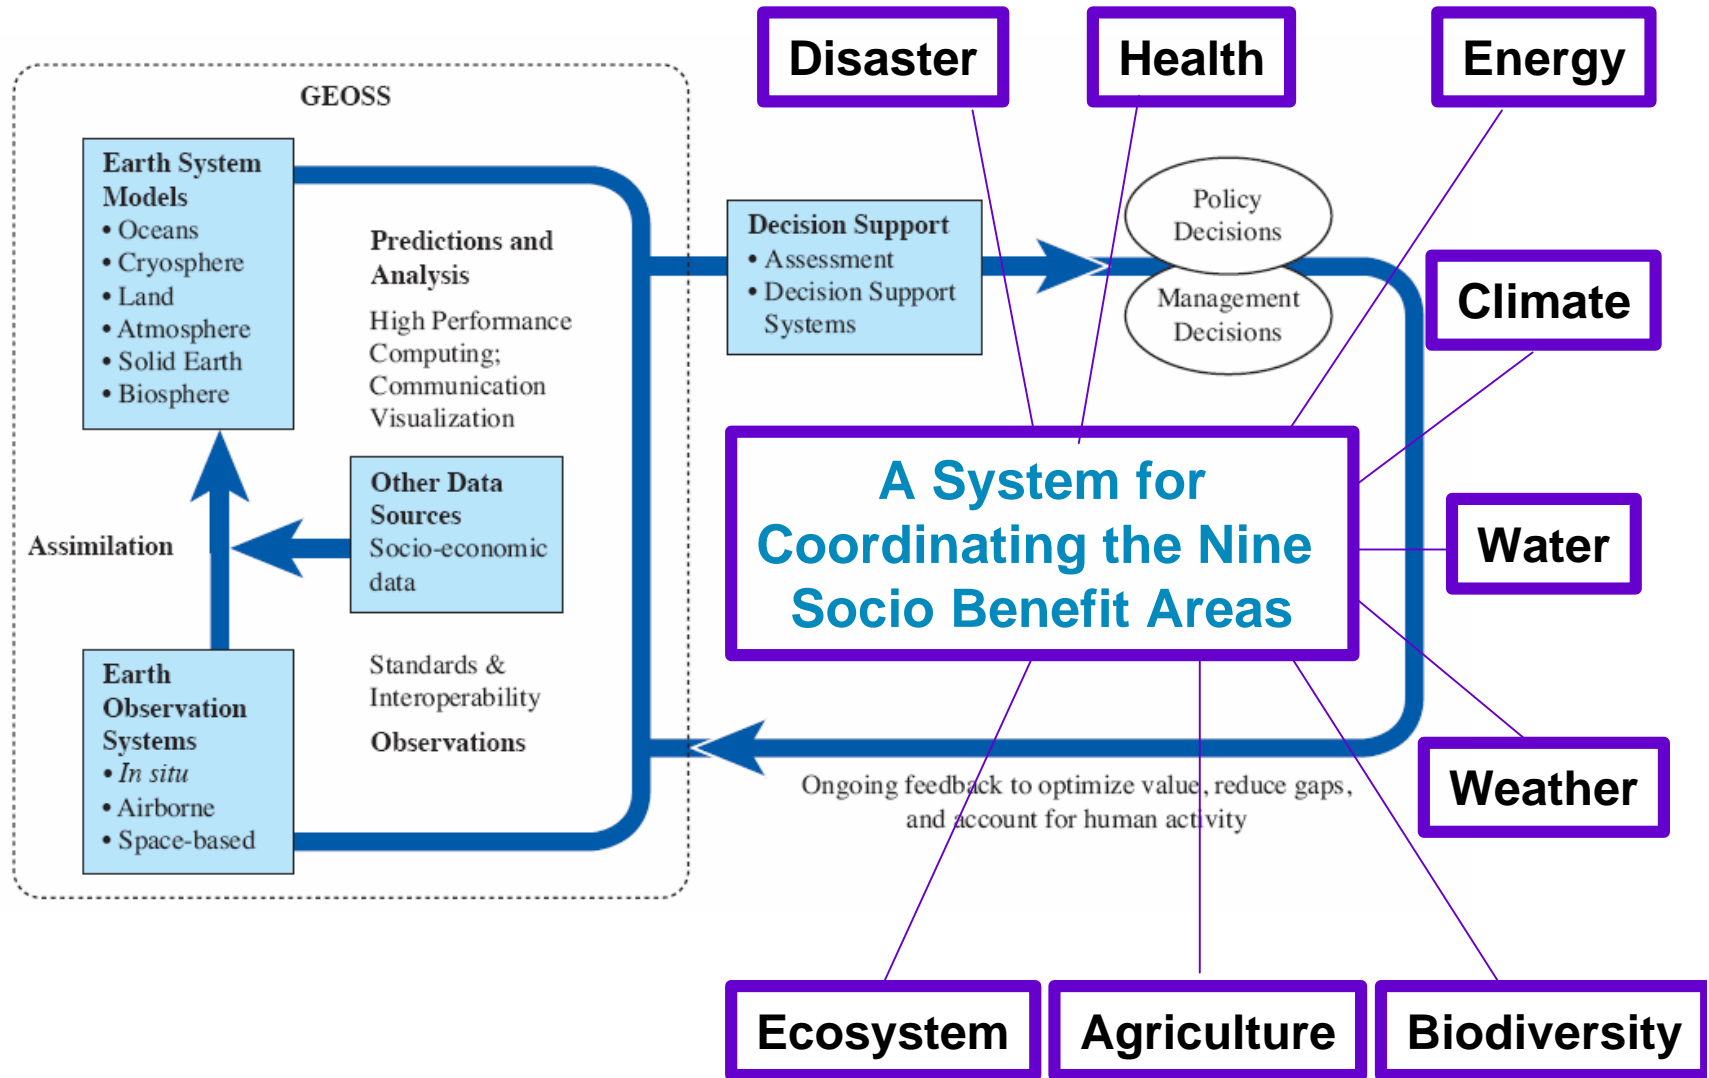 GEOSS
Earth System
Models
• Oceans
• Cryosphere
• Land
• Atmosphere
• Solid Earth
• Biosphere
Predictions and
Analysis
High Performance
Computing;
Communication
Visualization
Other Data
Sources
Socio-economic
data
Assimilation
Earth
Observation
Systems
• In situ
• Airborne
• Space-based
Standards &
Interoperability
Observations
Decision Support
• Assessment
• Decision Support
Systems
Policy
Decisions
Management
Decisions
Ongoing feedback to optimize value, reduce gaps,
and account for human activity
Disaster
Health
Energy
Climate
A System for
Coordinating the Nine
Socio Benefit Areas
Water
Weather
Ecosystem
Agriculture
Biodiversity